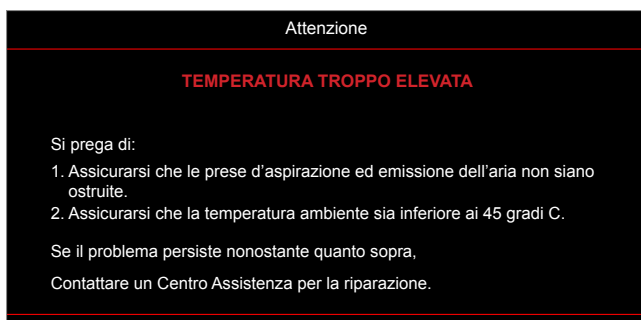 Attenzione
TEMPERATURA TROPPO ELEVATA
Si prega di:
1. Assicurarsi che le prese d’aspirazione ed emissione dell’aria non siano
ostruite.
2. Assicurarsi che la temperatura ambiente sia inferiore ai 45 gradi C.
Se il problema persiste nonostante quanto sopra,
Contattare un Centro Assistenza per la riparazione.